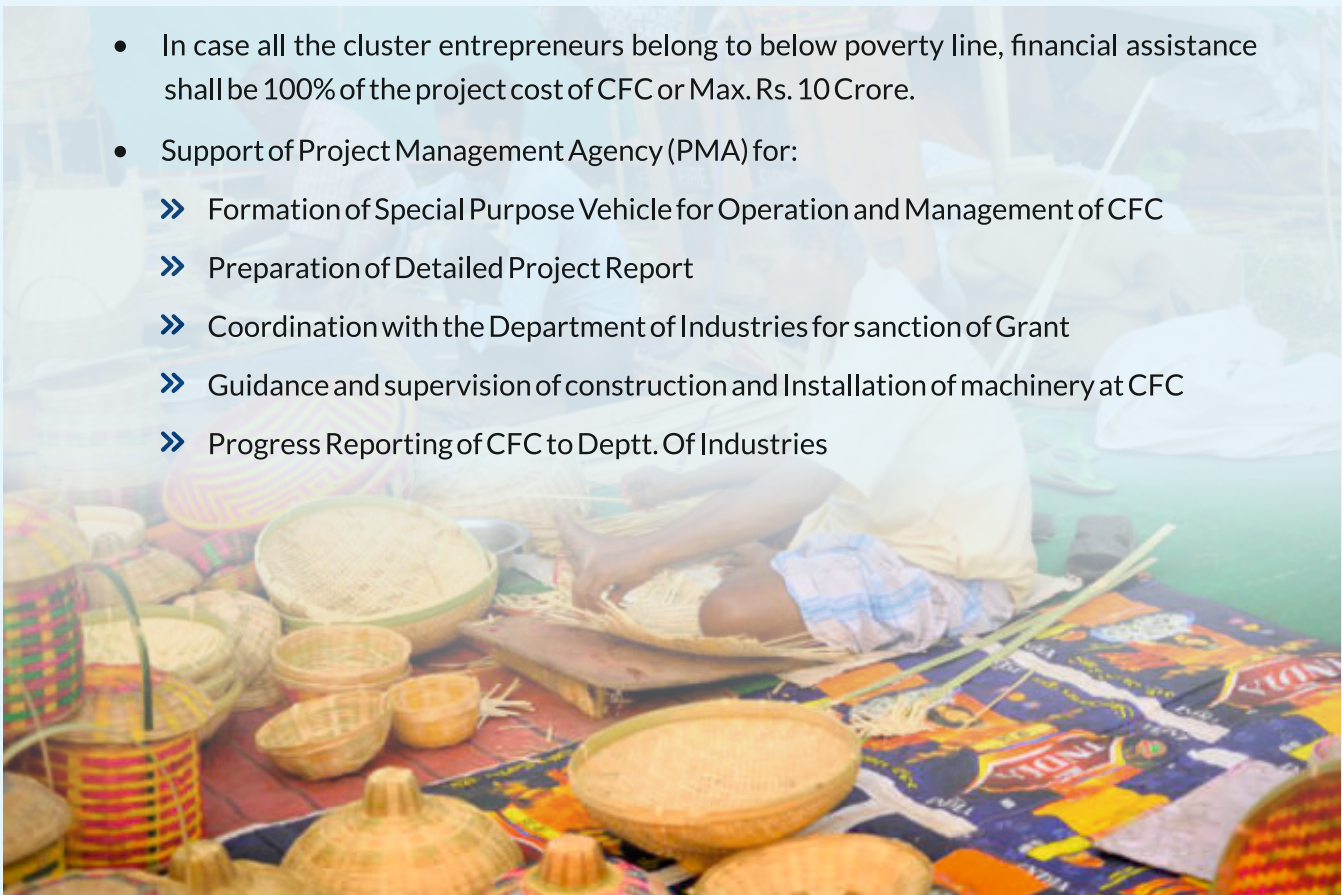 • In case all the cluster entrepreneurs belong to below poverty line, financial assistance
shall be 100% of the project cost of CFC or Max. Rs. 10 Crore.
• Support of Project Management Agency (PMA) for:
» Formation of Special Purpose Vehicle for Operation and Management of CFC
» Preparation of Detailed Project Report
» Coordination with the Department of Industries for sanction of Grant
» Guidance and supervision of construction and Installation of machinery at CFC
» Progress Reporting of CFC to Deptt. Of Industries
INDIA
INDIA